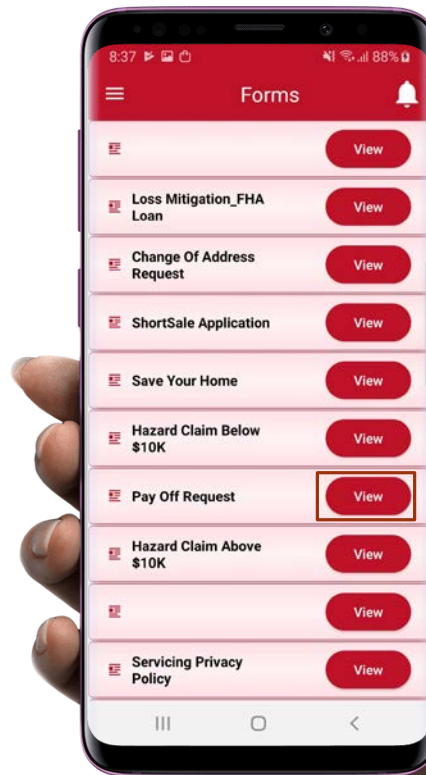 8:37 88%
Forms
View
Loss Mitigation_FHA
Loan
View
Change Of Address
Request
View
ShortSale Application
View
Save Your Home
View
Hazard Claim Below
$10K
View
Pay Off Request
View
Hazard Claim Above
$10K
View
View
Servicing Privacy
Policy
View